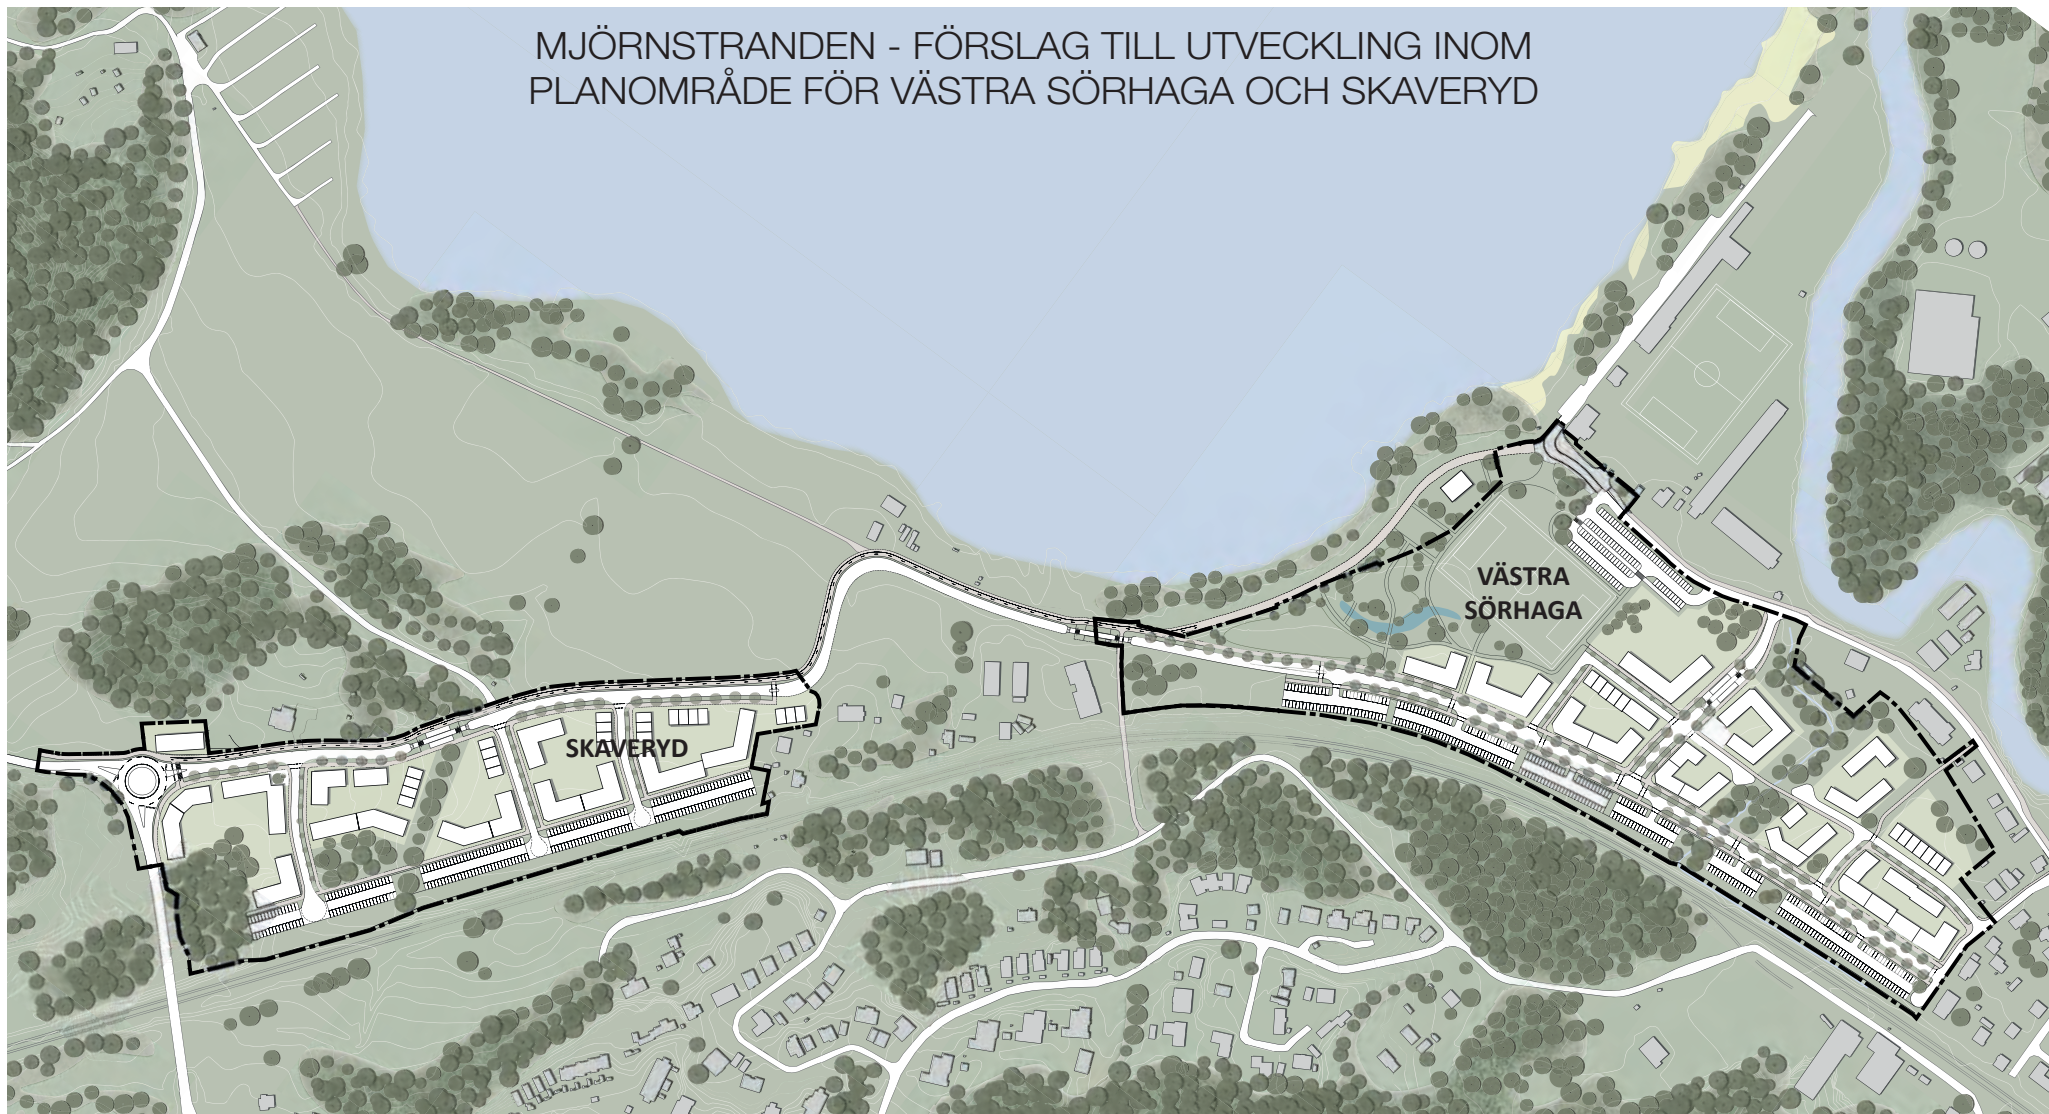 MJÖRNSTRANDEN - FÖRSLAG TILL UTVECKLING INOM
PLANOMRÅDE FÖR VÄSTRA SÖRHAGA OCH SKAVERYD
VÄSTRA
SÖRHAGA
SKAVERYD